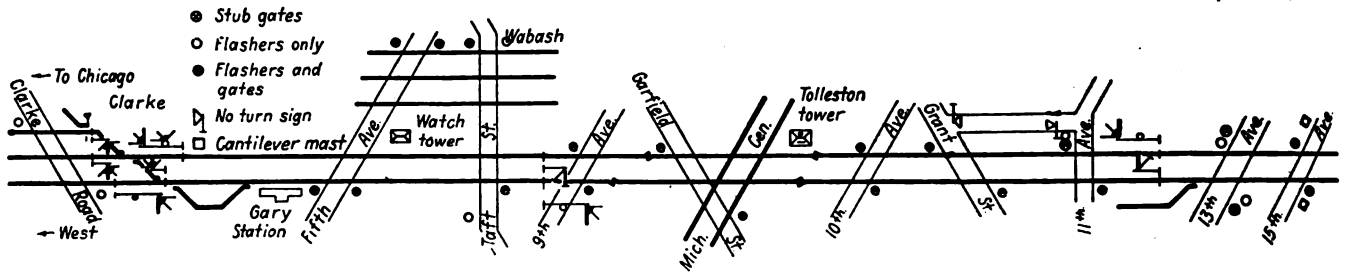 Stub gates
Flashers only
Flashers and
gates
No turn sign
Cantilever mast
← To Chicago
Clarke
Clarke
Road
← West
Gary
Station
Fifth
Ave.
Watch
tower
Wabash
Taft
St.
9th
Ave.
Garfield
St.
Mich.
Cen.
Tolleston
tower
10th
Ave.
Grant
St.
11th
Ave.
13th
Ave
15th
Ave.